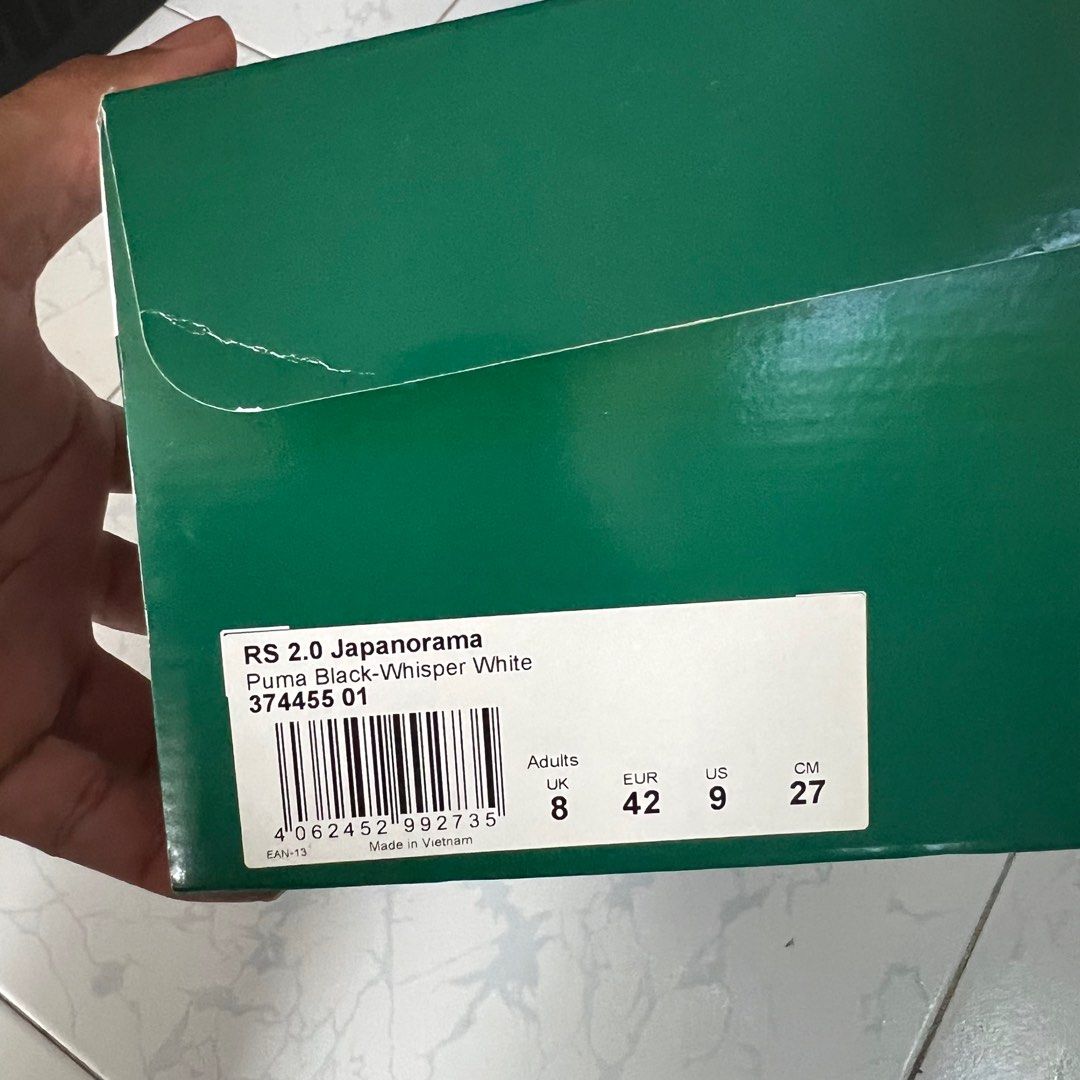 RS 2.0 Japanorama
Puma Black-Whisper White
374455 01
4 062452 992735
EAN-13
Made in Vietnam
Adults
UK EUR US CM
8 42 9 27